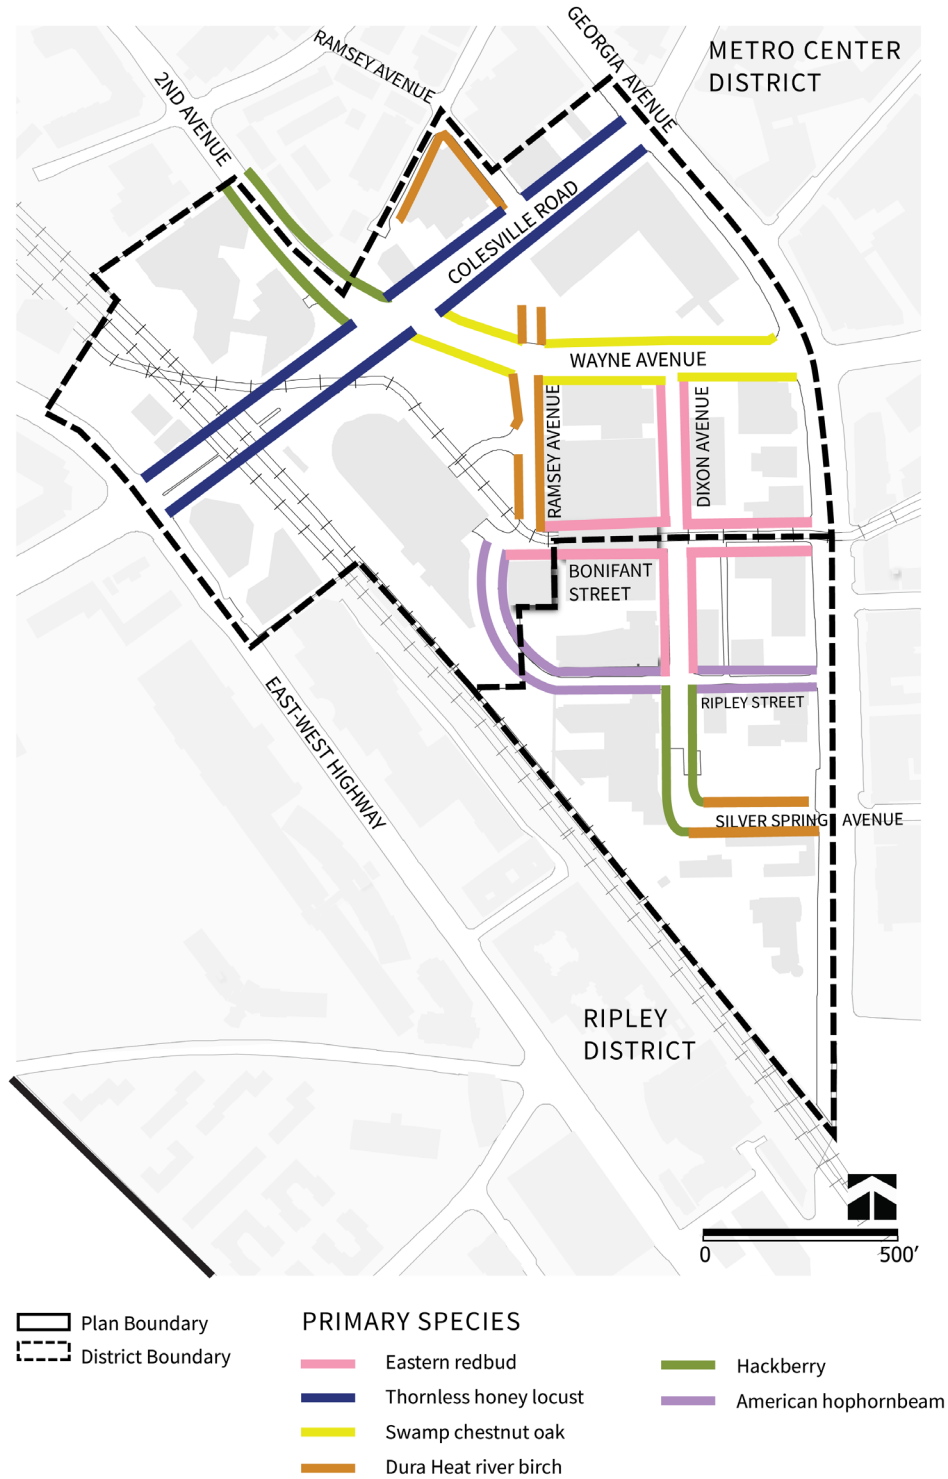 GEORGIA AVENUE
RAMSEY AVENUE
METRO CENTER
DISTRICT
2ND AVENUE
COLESVILLE ROAD
WAYNE AVENUE
RAMSEY AVENUE
DIXON AVENUE
BONIFANT
STREET
RIPLEY STREET
EAST-WEST HIGHWAY
SILVER SPRING AVENUE
RIPLEY
DISTRICT
0
500′
Plan Boundary
District Boundary
PRIMARY SPECIES
Eastern redbud
Thornless honey locust
Swamp chestnut oak
Dura Heat river birch
Hackberry
American hophornbeam